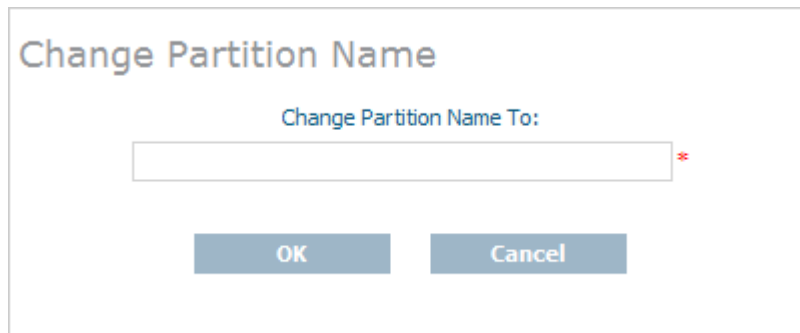 Change Partition Name
Change Partition Name To:
*
OK
Cancel